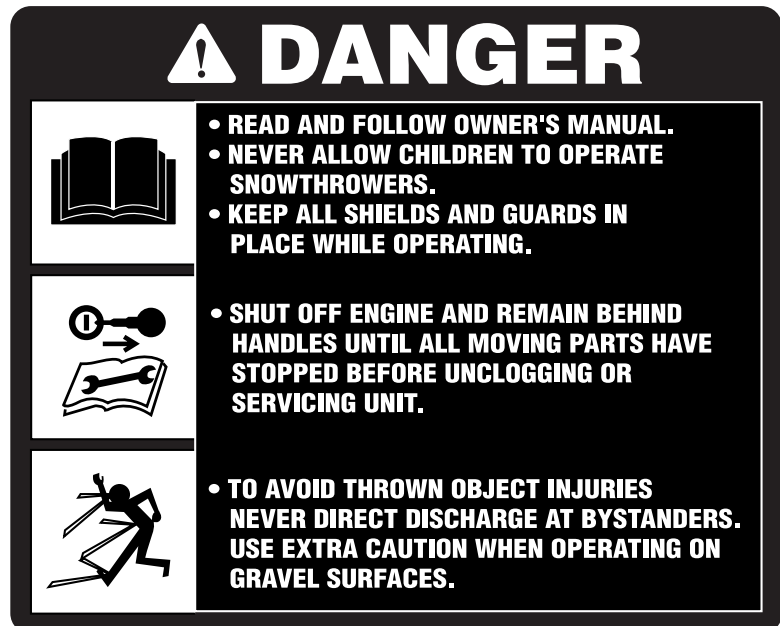 DANGER
• READ AND FOLLOW OWNER'S MANUAL.
• NEVER ALLOW CHILDREN TO OPERATE
SNOWTHROWERS.
• KEEP ALL SHIELDS AND GUARDS IN
PLACE WHILE OPERATING.
• SHUT OFF ENGINE AND REMAIN BEHIND
HANDLES UNTIL ALL MOVING PARTS HAVE
STOPPED BEFORE UNCLOGGING OR
SERVICING UNIT.
• TO AVOID THROWN OBJECT INJURIES
NEVER DIRECT DISCHARGE AT BYSTANDERS.
USE EXTRA CAUTION WHEN OPERATING ON
GRAVEL SURFACES.